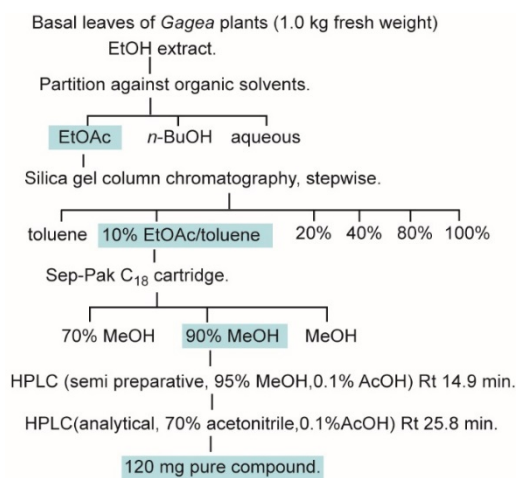 Basal leaves of Gagea plants (1.0 kg fresh weight)
EtOH extract.
Partition against organic solvents.
EtOAc n-BuOH aqueous
Silica gel column chromatography, stepwise.
toluene 10% EtOAc/toluene 20% 40% 80% 100%
Sep-Pak C18 cartridge.
70% MeOH 90% MeOH MeOH
HPLC (semi preparative, 95% MeOH,0.1% AcOH) Rt 14.9 min.
HPLC(analytical, 70% acetonitrile,0.1%AcOH) Rt 25.8 min.
120 mg pure compound.